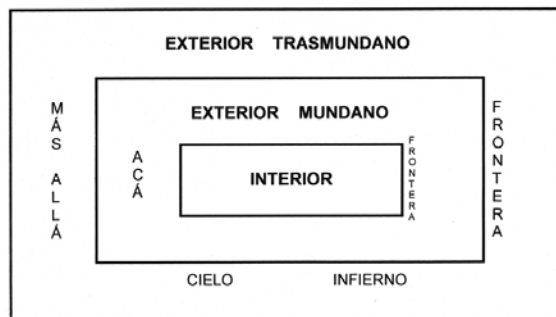 EXTERIOR TRASMUNDANO
MÁS ALLÁ
FRONTERA
EXTERIOR MUNDANO
ACÁ
FRONTERA
INTERIOR
CIELO INFIERNO